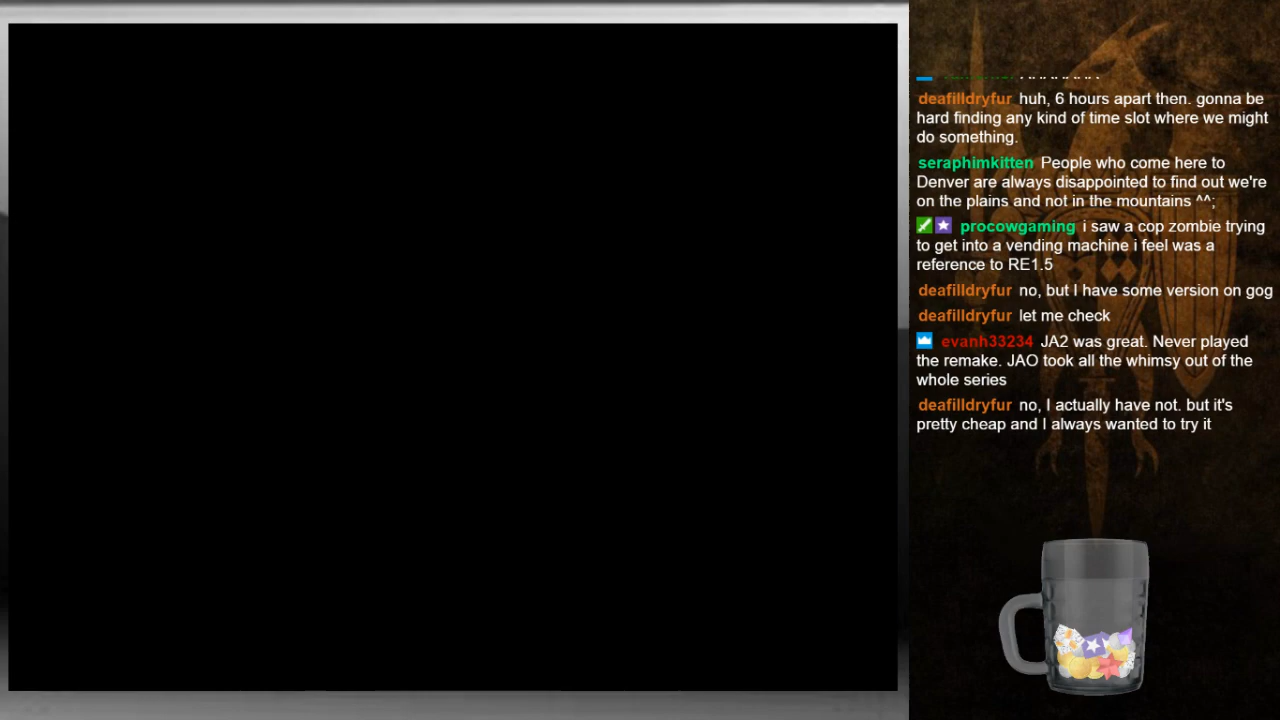 deafilldryfur huh, 6 hours apart then. gonna be
hard finding any kind of time slot where we might
do something.
seraphimkitten People who come here to
Denver are always disappointed to find out we're
on the plains and not in the mountains ^^;
procowgaming i saw a cop zombie trying
to get into a vending machine i feel was a
reference to RE1.5
deafilldryfur no, but I have some version on gog
deafilldryfur let me check
evanh33234 JA2 was great. Never played
the remake. JAO took all the whimsy out of the
whole series
deafilldryfur no, I actually have not. but it's
pretty cheap and I always wanted to try it